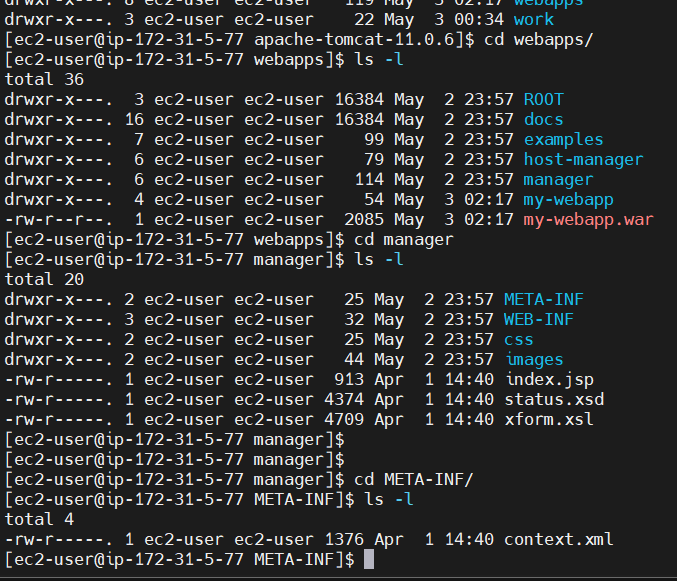 drwxr-x---. 8 ec2-user ec2-user   119 May  3 02:17 webapps
drwxr-x---. 3 ec2-user ec2-user    22 May  3 00:34 work
[ec2-user@ip-172-31-5-77 apache-tomcat-11.0.6]$ cd webapps/
[ec2-user@ip-172-31-5-77 webapps]$ ls -l
total 36
drwxr-x---.  3 ec2-user ec2-user 16384 May  2 23:57 ROOT
drwxr-x---. 16 ec2-user ec2-user 16384 May  2 23:57 docs
drwxr-x---.  7 ec2-user ec2-user    99 May  2 23:57 examples
drwxr-x---.  6 ec2-user ec2-user    79 May  2 23:57 host-manager
drwxr-x---.  6 ec2-user ec2-user   114 May  2 23:57 manager
drwxr-x---.  4 ec2-user ec2-user    54 May  3 02:17 my-webapp
-rw-r--r--.  1 ec2-user ec2-user  2085 May  3 02:17 my-webapp.war
[ec2-user@ip-172-31-5-77 webapps]$ cd manager
[ec2-user@ip-172-31-5-77 manager]$ ls -l
total 20
drwxr-x---. 2 ec2-user ec2-user   25 May  2 23:57 META-INF
drwxr-x---. 3 ec2-user ec2-user   32 May  2 23:57 WEB-INF
drwxr-x---. 2 ec2-user ec2-user   25 May  2 23:57 css
drwxr-x---. 2 ec2-user ec2-user   44 May  2 23:57 images
-rw-r-----. 1 ec2-user ec2-user  913 Apr  1 14:40 index.jsp
-rw-r-----. 1 ec2-user ec2-user 4374 Apr  1 14:40 status.xsd
-rw-r-----. 1 ec2-user ec2-user 4709 Apr  1 14:40 xform.xsl
[ec2-user@ip-172-31-5-77 manager]$
[ec2-user@ip-172-31-5-77 manager]$
[ec2-user@ip-172-31-5-77 manager]$ cd META-INF/
[ec2-user@ip-172-31-5-77 META-INF]$ ls -l
total 4
-rw-r-----. 1 ec2-user ec2-user 1376 Apr  1 14:40 context.xml
[ec2-user@ip-172-31-5-77 META-INF]$